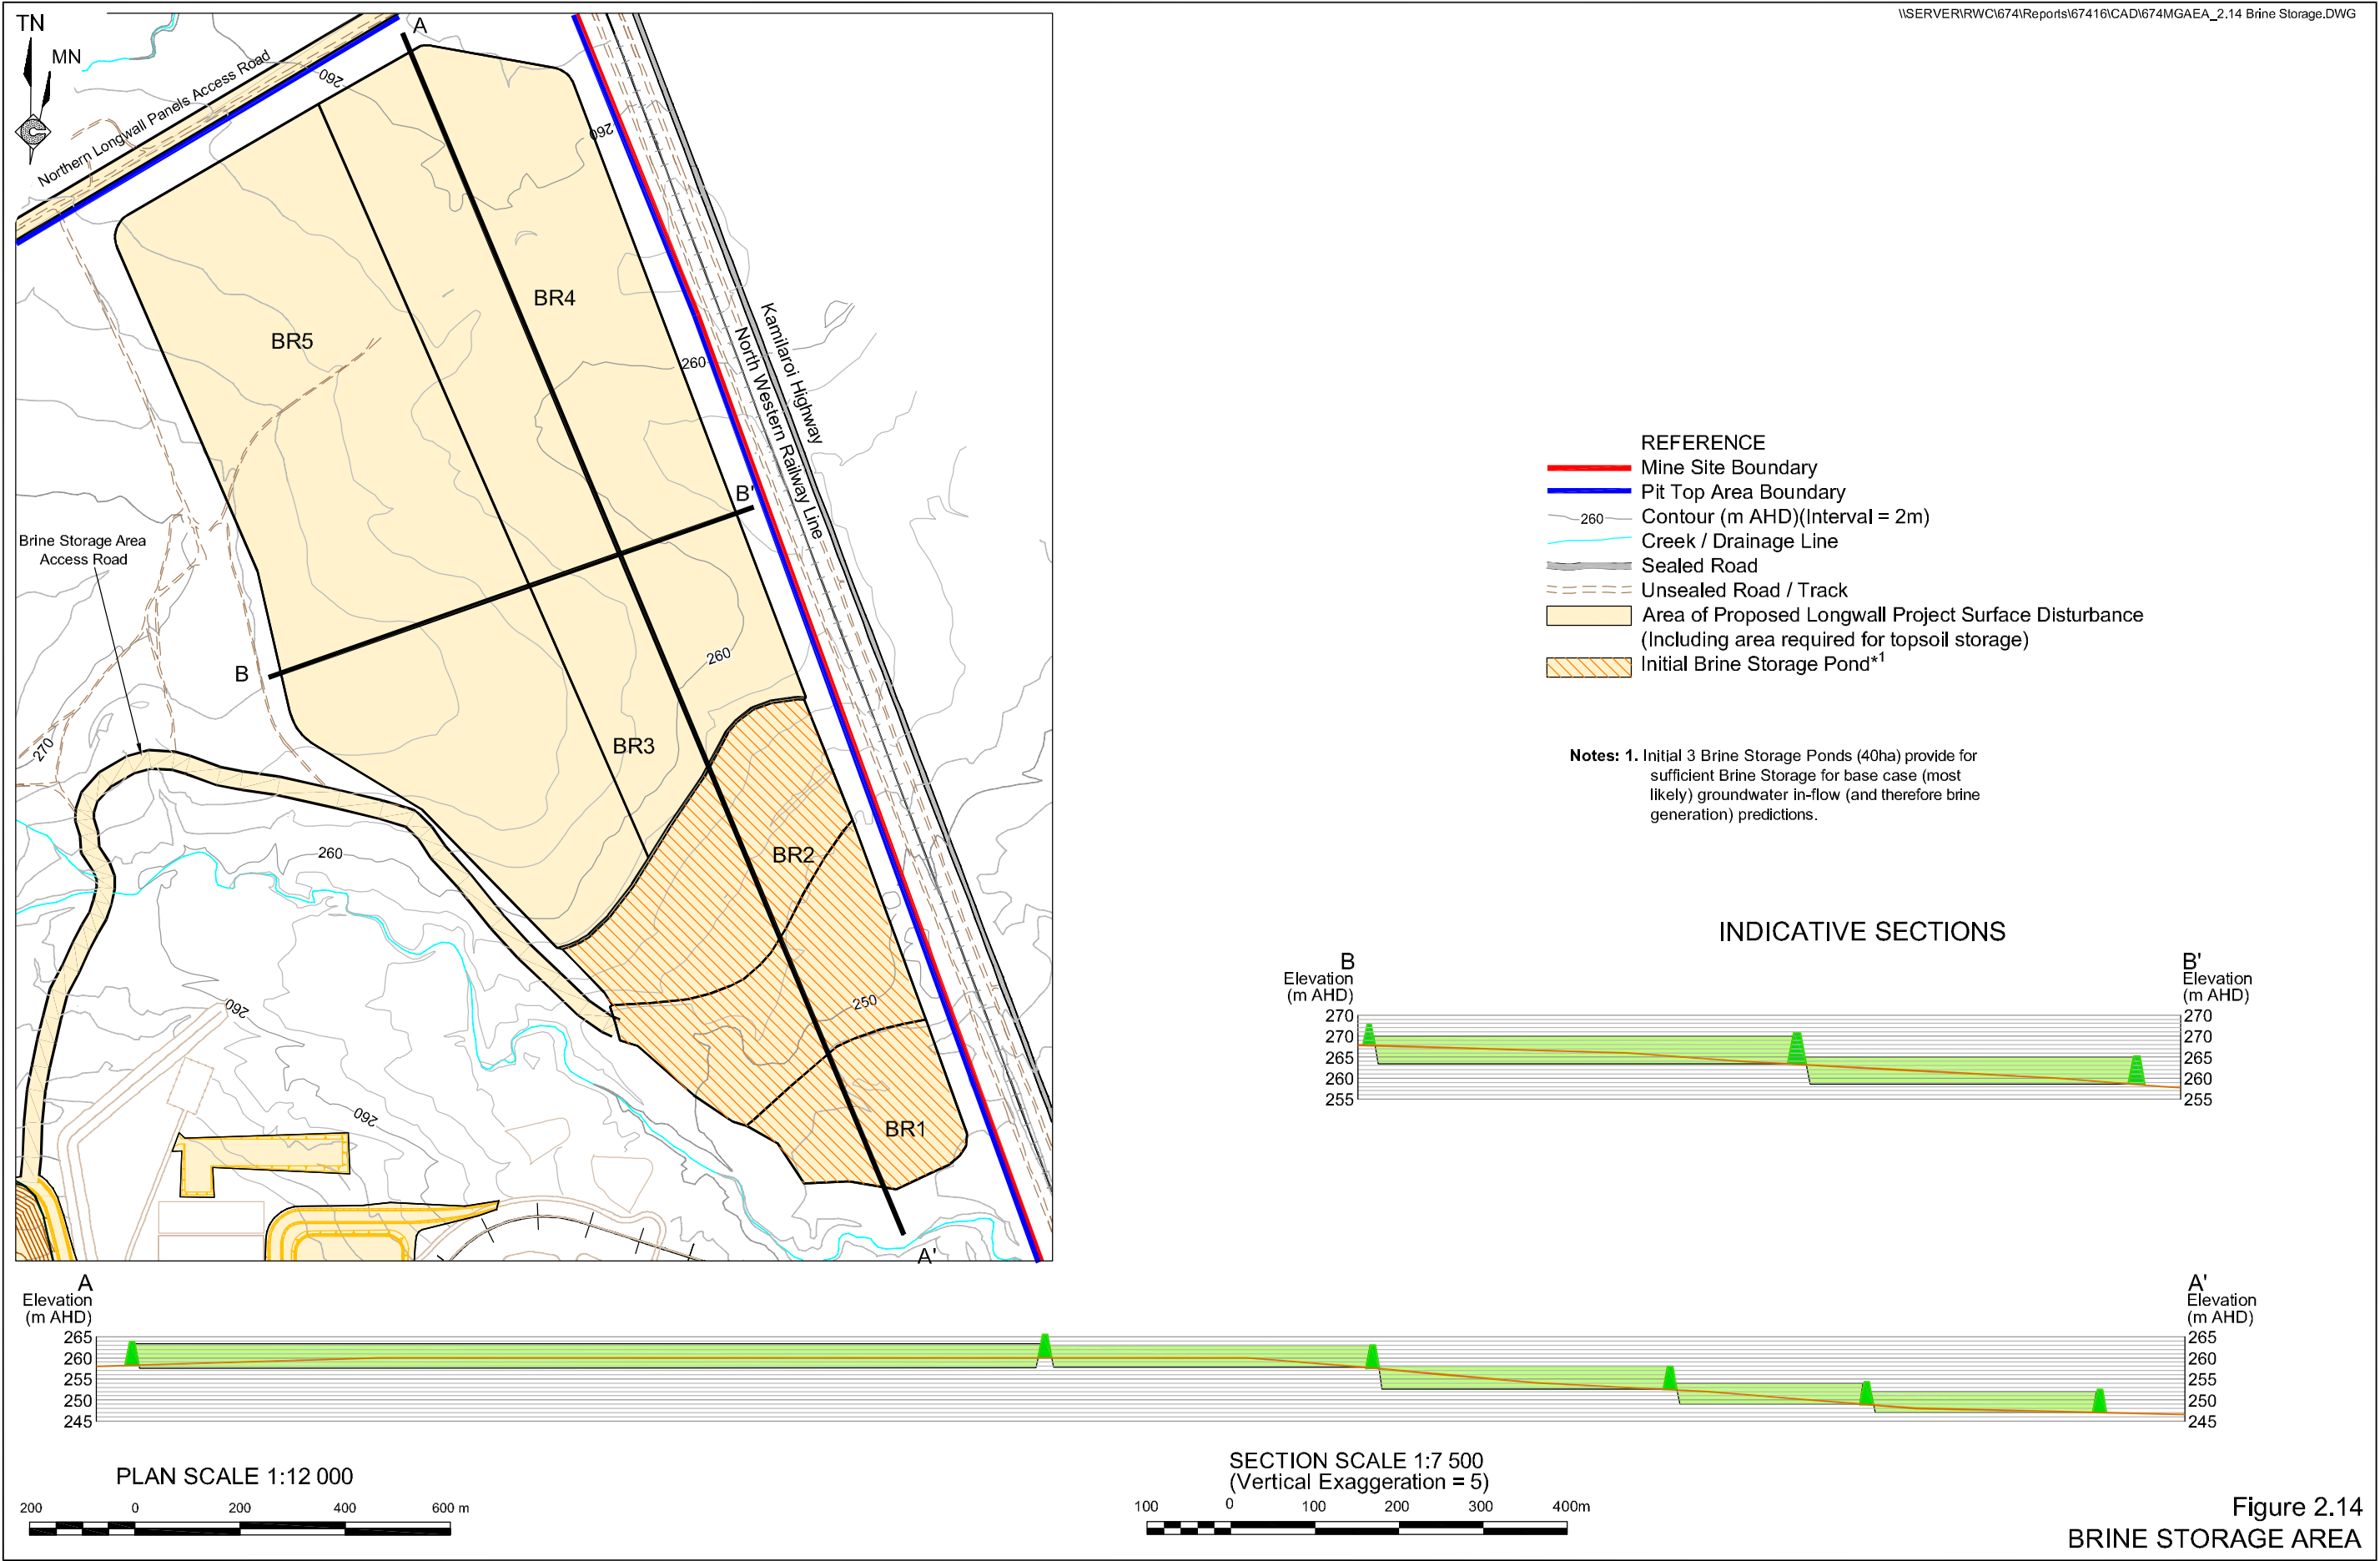 \\SERVER\RWC\674\Reports\67416\CAD\674MGAEA_2.14 Brine Storage.DWG
TN
MN
A
Northern Longwall Panels Access Road
260
260
BR4
BR5
Kamilaroi Highway
North Western Railway Line
260
B'
Brine Storage Area
Access Road
B
260
270
BR3
260
BR2
260
250
260
BR1
A'
REFERENCE
Mine Site Boundary
Pit Top Area Boundary
260 Contour (m AHD)(Interval = 2m)
Creek / Drainage Line
Sealed Road
Unsealed Road / Track
Area of Proposed Longwall Project Surface Disturbance
(Including area required for topsoil storage)
Initial Brine Storage Pond*1
Notes: 1. Initial 3 Brine Storage Ponds (40ha) provide for
sufficient Brine Storage for base case (most
likely) groundwater in-flow (and therefore brine
generation) predictions.
INDICATIVE SECTIONS
B B'
Elevation Elevation
(m AHD) (m AHD)
270 270
270 270
265 265
260 260
255 255
A A'
Elevation Elevation
(m AHD) (m AHD)
265 265
260 260
255 255
250 250
245 245
PLAN SCALE 1:12 000
200 0 200 400 600 m
SECTION SCALE 1:7 500
(Vertical Exaggeration = 5)
100 0 100 200 300 400m
Figure 2.14
BRINE STORAGE AREA